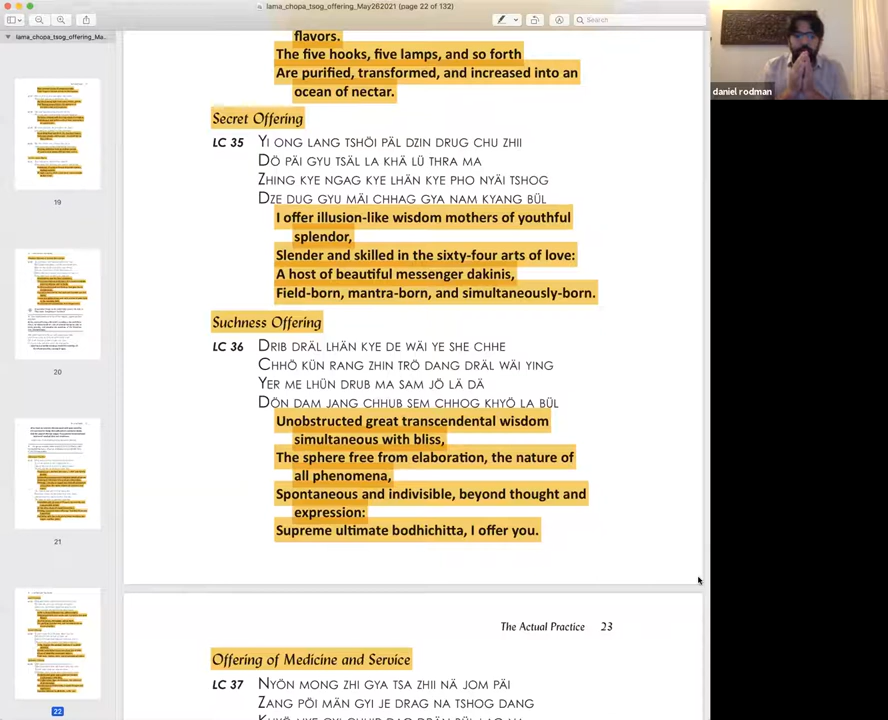 lama_chopa_tsog_offering_May262021 (page 22 of 133)
Search
lama_chopa_tsog_offering_Ma...
19
20
21
22
daniel rodman
flavors.
The five hooks, five lamps, and so forth
Are purified, transformed, and increased into an
ocean of nectar.
Secret Offering
LC 35 YI ONG LANG TSHÖI PÄL DZIN DRUG CHU ZHII
DÖ PÄI GYU TSÄL LA KHÄ LÜ THRA MA
ZHING KYE NGAG KYE LHÄN KYE PHO NYÄI TSHOG
DZE DUG GYU MÄI CHHAG GYA NAM KYANG BÜL
I offer illusion-like wisdom mothers of youthful
splendor,
Slender and skilled in the sixty-four arts of love:
A host of beautiful messenger dakinis,
Field-born, mantra-born, and simultaneously-born.
Suchness Offering
LC 36 DRIB DRÄL LHÄN KYE DE WÄI YE SHE CHHE
CHHÖ KÜN RANG ZHIN TRÖ DANG DRÄL WÄI YING
YER ME LHÜN DRUB MA SAM JÖ LÄ DÄ
DÖN DAM JANG CHHUB SEM CHHOG KHYÖ LA BÜL
Unobstructed great transcendental wisdom
simultaneous with bliss,
The sphere free from elaboration, the nature of
all phenomena,
Spontaneous and indivisible, beyond thought and
expression:
Supreme ultimate bodhichitta, I offer you.
The Actual Practice 23
Offering of Medicine and Service
LC 37 NYÖN MONG ZHI GYA TSA ZHII NÄ JOM PÄI
ZANG PÖI MÄN GYI JE DRAG NA TSHOG DANG